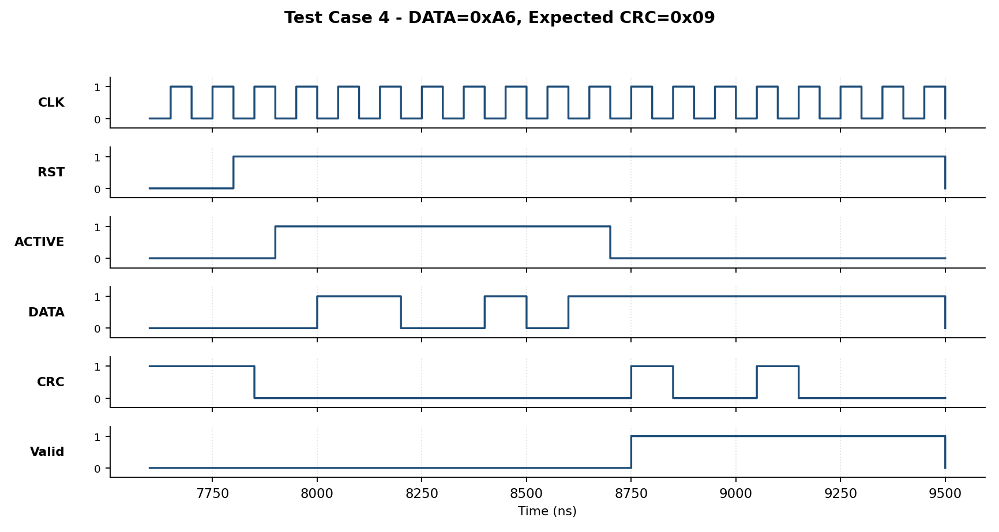 Test Case 4 - DATA=0xA6, Expected CRC=0x09
CLK
1
0
RST
1
0
ACTIVE
1
0
DATA
1
0
CRC
1
0
Valid
1
0
7750 8000 8250 8500 8750 9000 9250 9500
Time (ns)